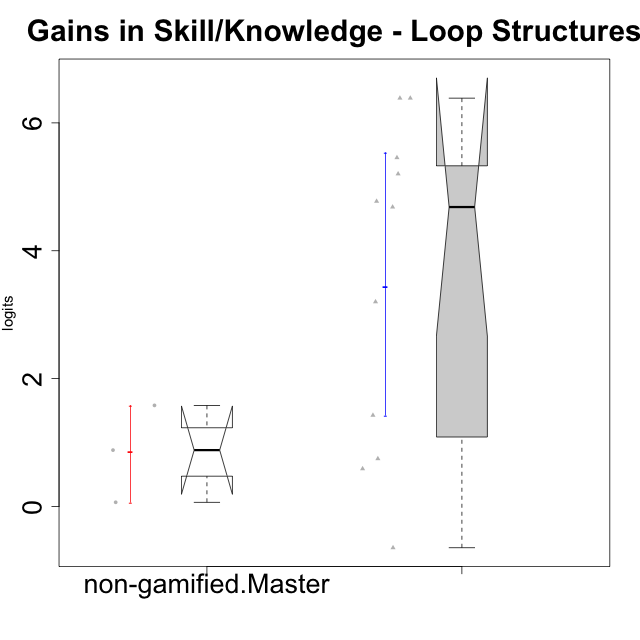 Gains in Skill/Knowledge - Loop Structures
logits
6
4
2
0
non-gamified.Master